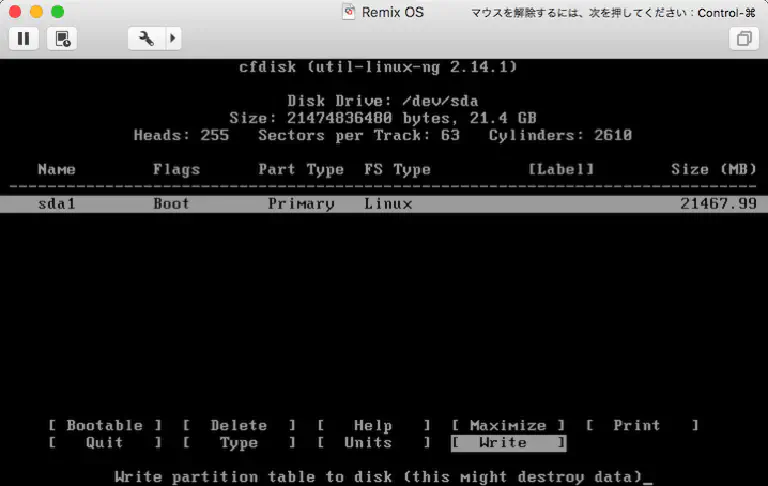 Remix OS
マウスを解除するには、次を押してください：Control-⌘
cfdisk (util-linux-ng 2.14.1)
Disk Drive: /dev/sda
Size: 21474836480 bytes, 21.4 GB
Heads: 255   Sectors per Track: 63   Cylinders: 2610
Name   Flags   Part Type   FS Type   [Label]   Size (MB)
sda1   Boot   Primary   Linux   21467.99
[ Bootable ]  [  Delete  ]  [   Help   ]  [ Maximize ]  [  Print   ]
[   Quit   ]  [   Type   ]  [  Units   ]  [  Write   ]
Write partition table to disk (this might destroy data)_